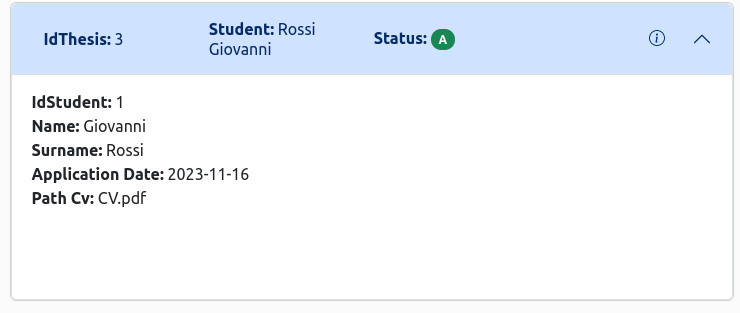 IdThesis: 3
Student: Rossi
Giovanni
Status: A
IdStudent: 1
Name: Giovanni
Surname: Rossi
Application Date: 2023-11-16
Path Cv: CV.pdf